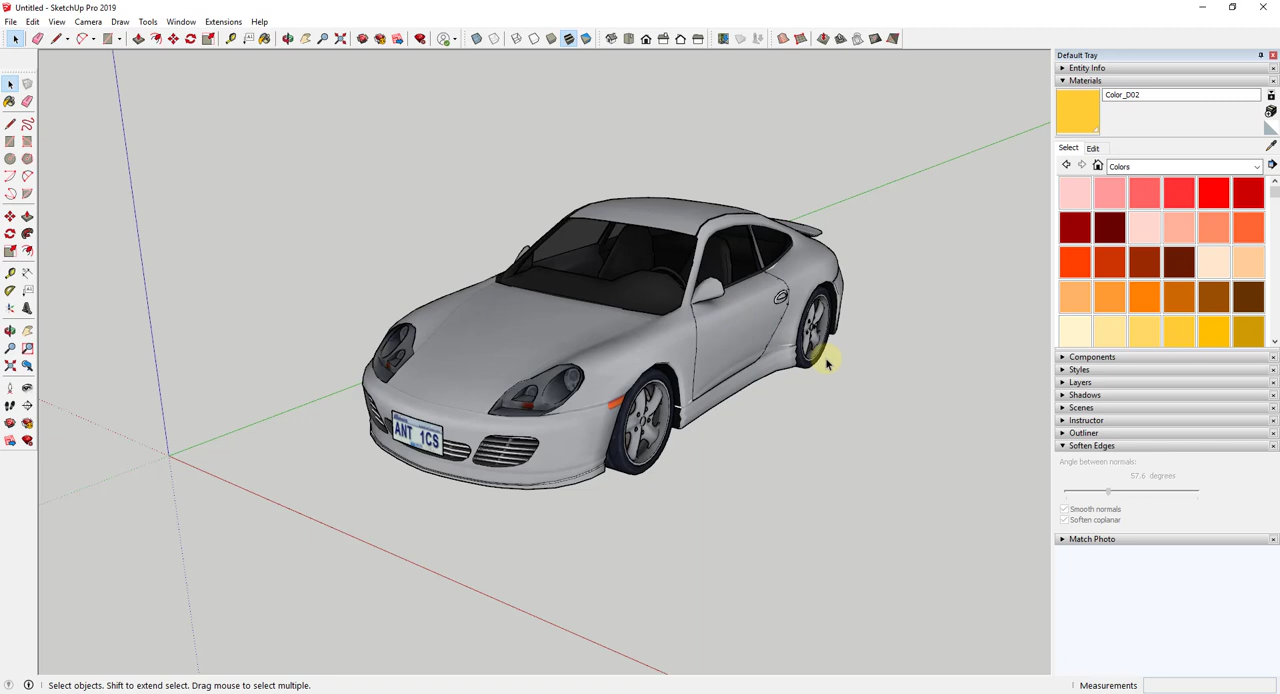 Untitled - SketchUp Pro 2019
File Edit View Camera Draw Tools Window Extensions Help
Default Tray
Entity Info
Materials
Color_D02
Select Edit
Colors
Components
Styles
Layers
Shadows
Scenes
Instructor
Outliner
Soften Edges
Angle between normals:
57.6 degrees
Smooth normals
Soften coplanar
Match Photo
ANT 1CS
Select objects. Shift to extend select. Drag mouse to select multiple.
Measurements